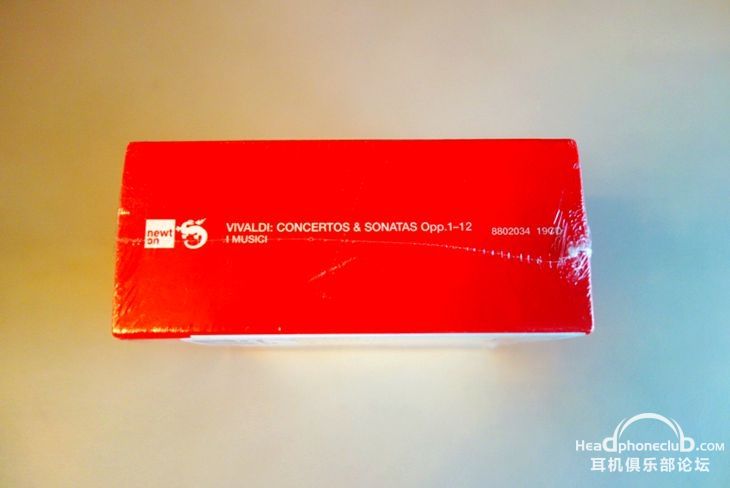 newt
on
VIVALDI: CONCERTOS & SONATAS Opp.1–12
I MUSICI
8802034 19CD
Headphoneclub.com
耳机俱乐部论坛